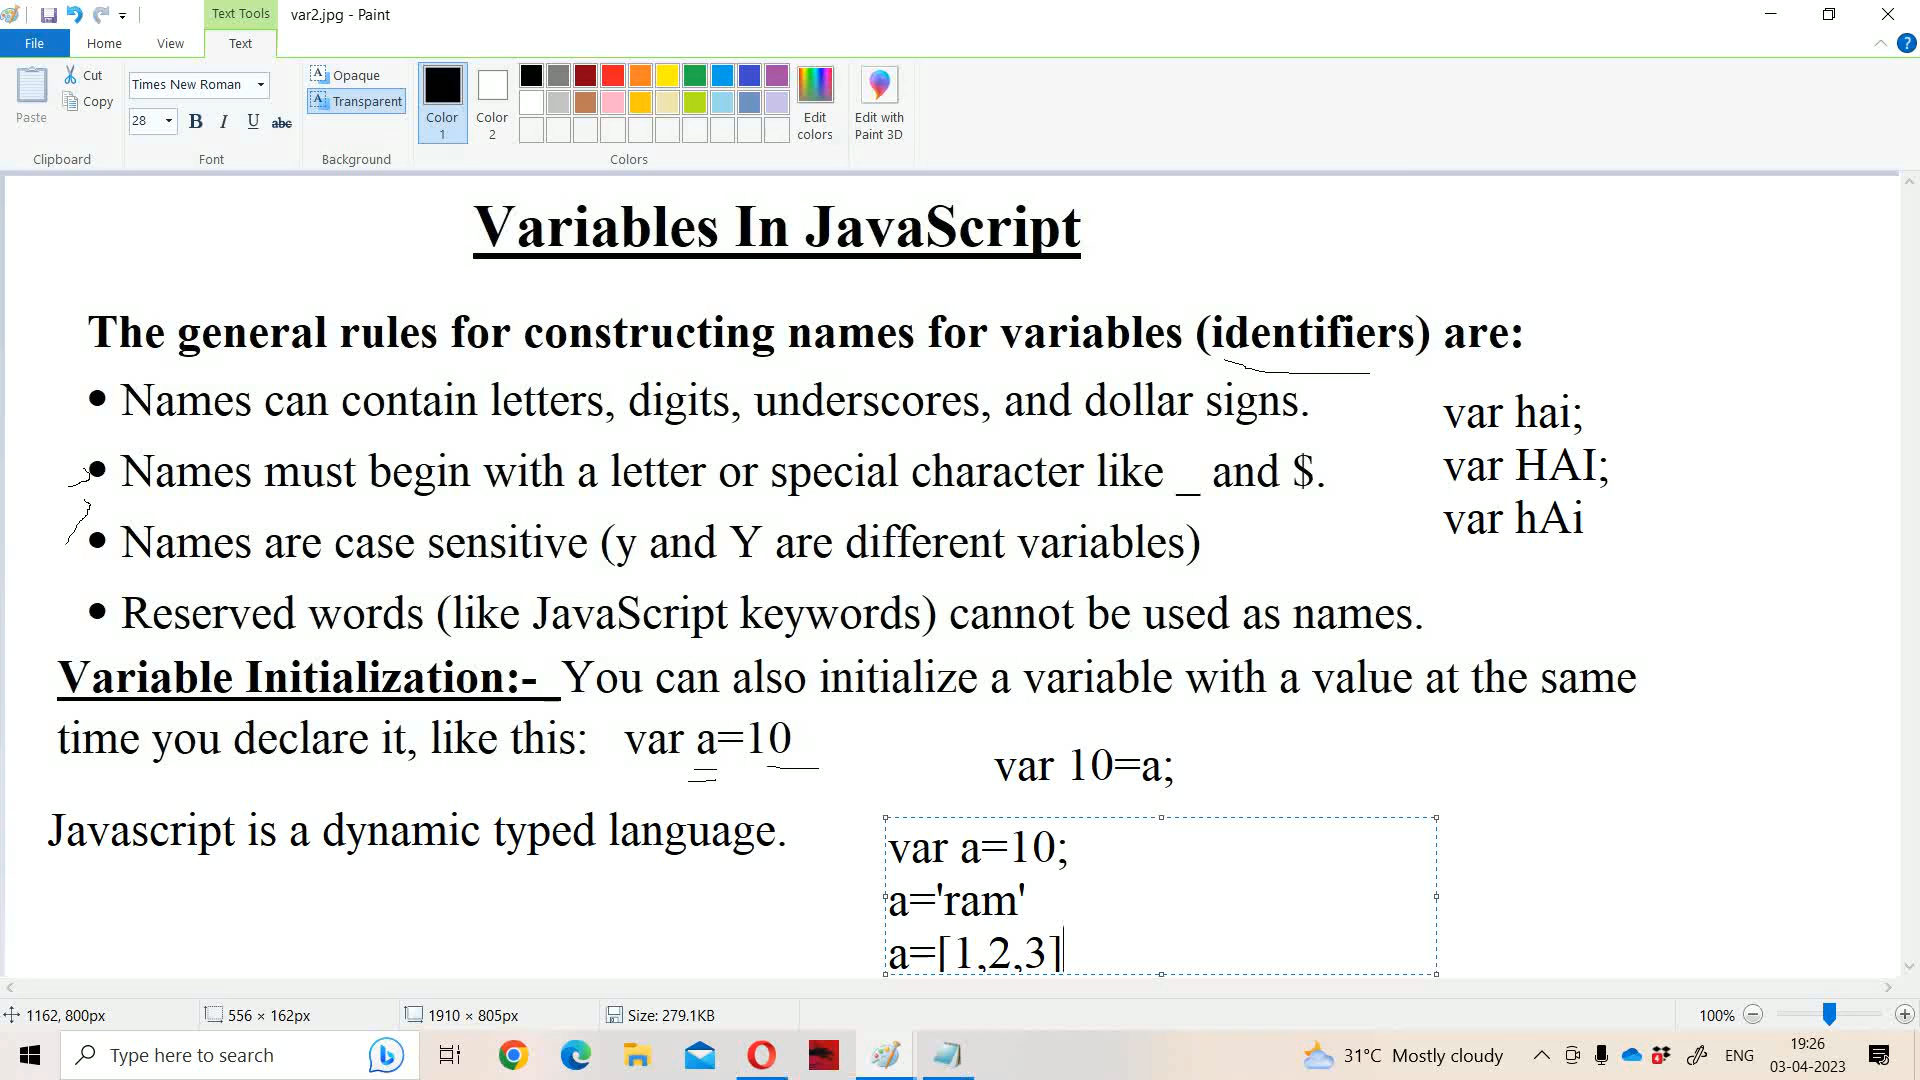 Text Tools
var2.jpg - Paint
File
Home
View
Text
Paste
Cut
Copy
Clipboard
Times New Roman
28
B
I
U
abc
Font
Opaque
Transparent
Background
Color 1
Color 2
Edit colors
Colors
Edit with Paint 3D
Variables In JavaScript
The general rules for constructing names for variables (identifiers) are:
• Names can contain letters, digits, underscores, and dollar signs.
var hai;
• Names must begin with a letter or special character like _ and $.
var HAI;
• Names are case sensitive (y and Y are different variables)
var hAi
• Reserved words (like JavaScript keywords) cannot be used as names.
Variable Initialization:- You can also initialize a variable with a value at the same
time you declare it, like this: var a=10
var 10=a;
Javascript is a dynamic typed language.
var a=10;
a='ram'
a=[1,2,3]
1162, 800px
556 × 162px
1910 × 805px
Size: 279.1KB
100%
Type here to search
31°C Mostly cloudy
ENG
19:26
03-04-2023